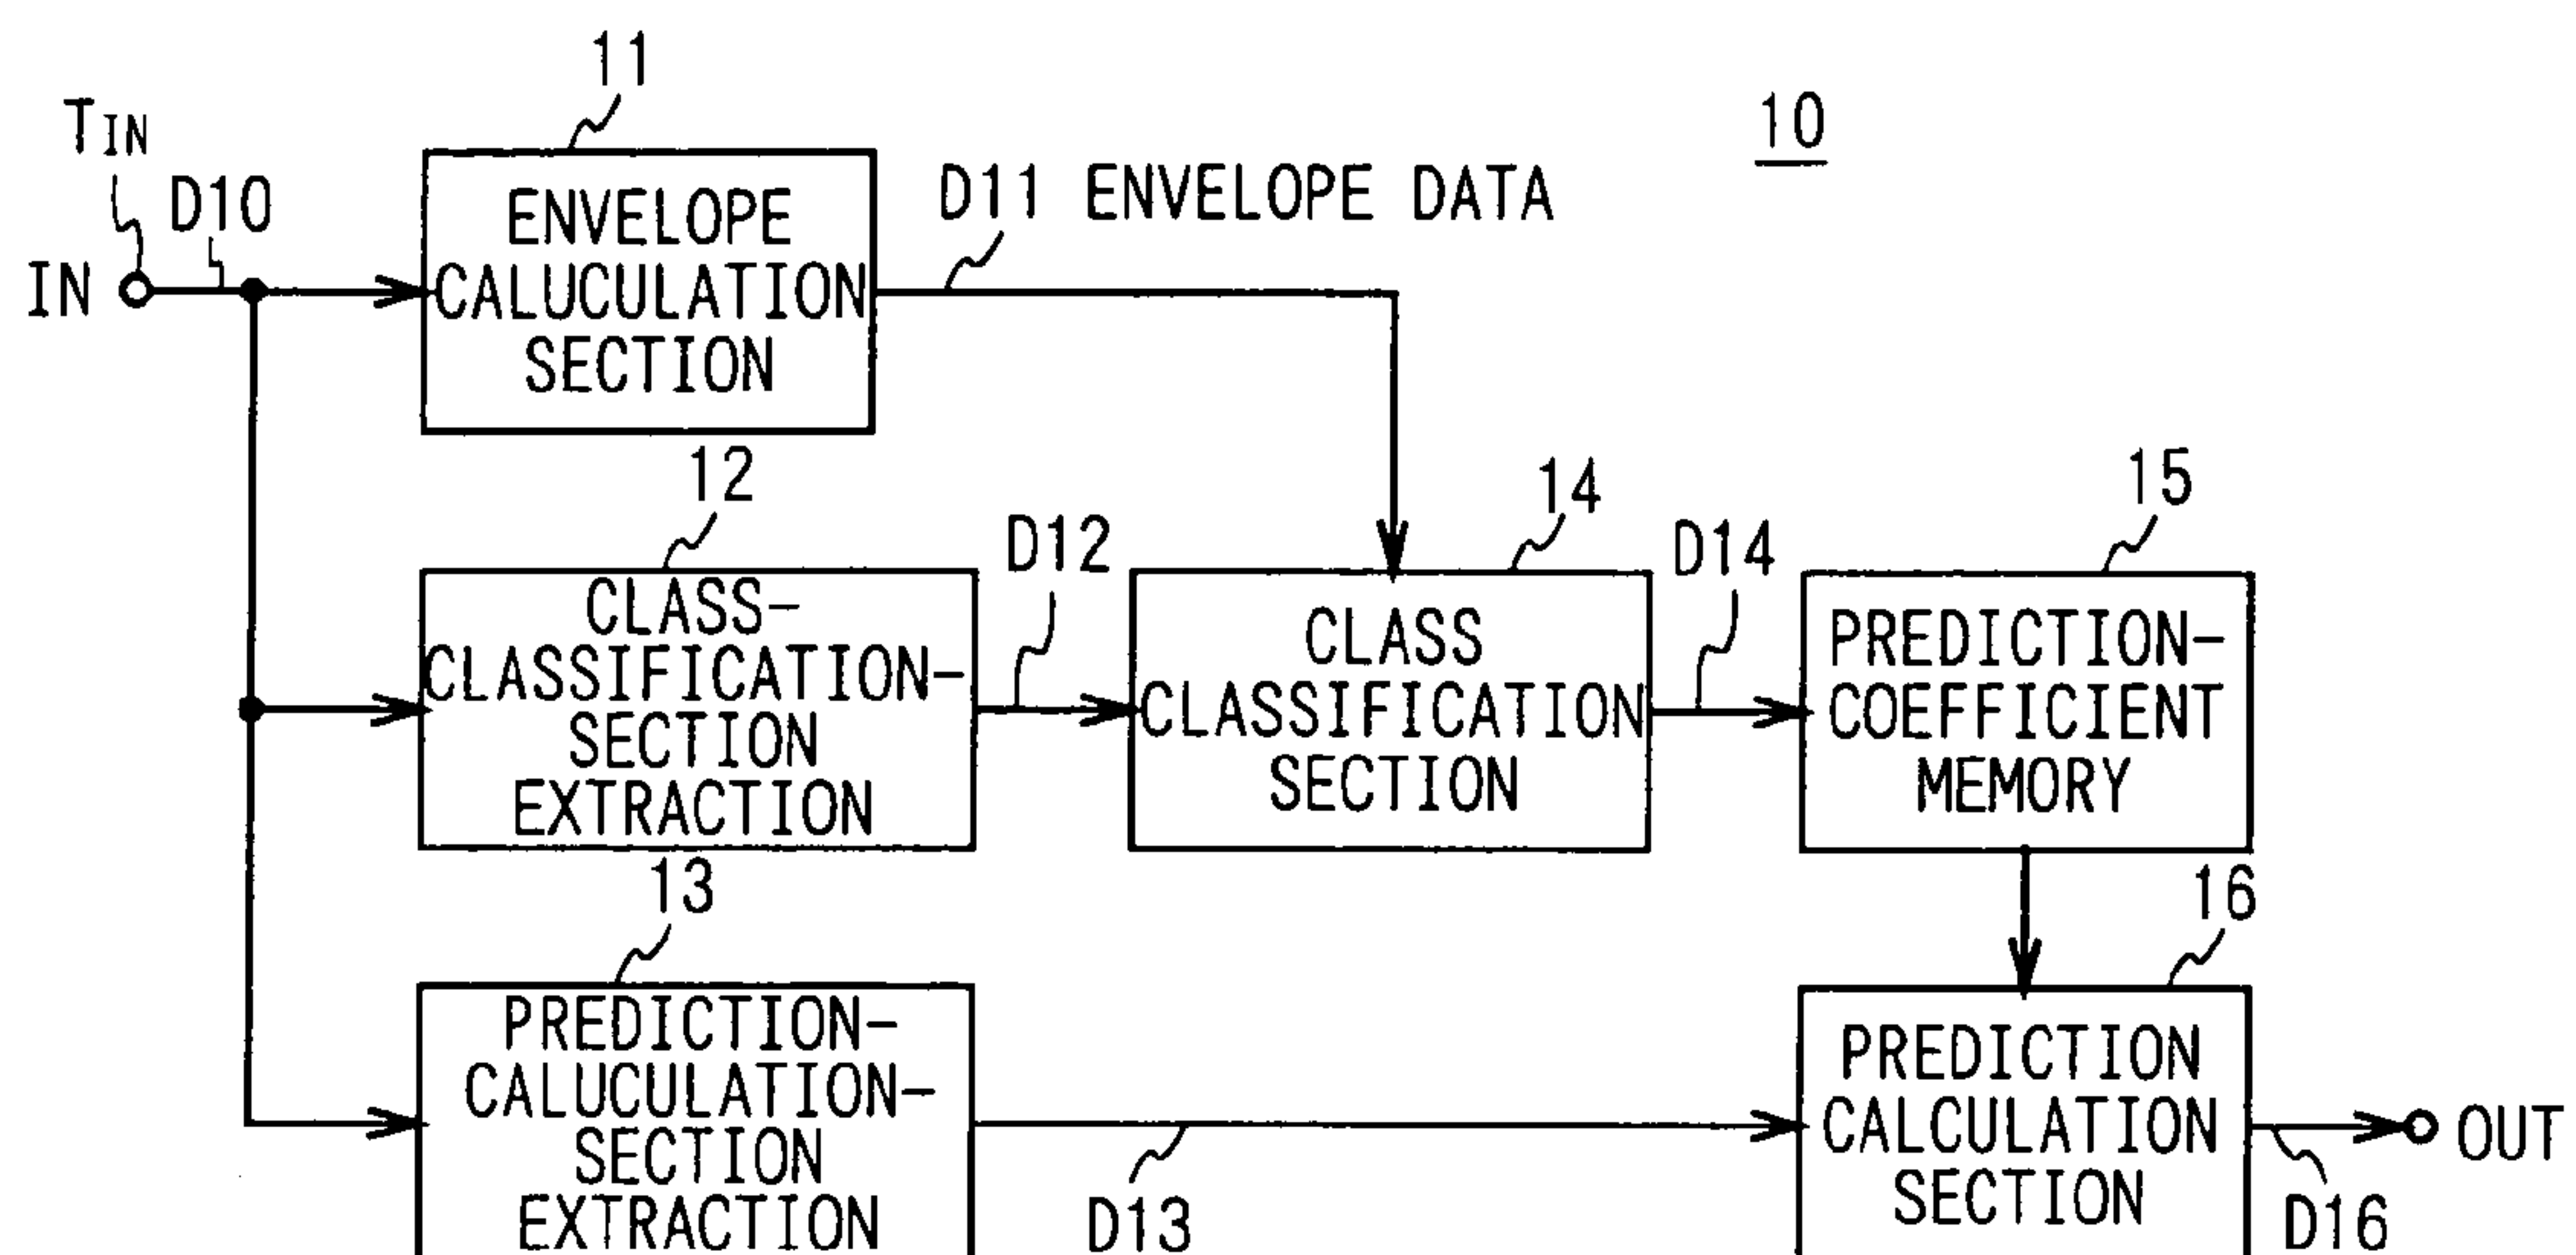 11
10
TIN
D10
IN
ENVELOPE
CALUCULATION
SECTION
D11 ENVELOPE DATA
12
CLASS-
CLASSIFICATION-
SECTION
EXTRACTION
D12
14
CLASS
CLASSIFICATION
SECTION
D14
15
PREDICTION-
COEFFICIENT
MEMORY
13
PREDICTION-
CALUCULATION-
SECTION
EXTRACTION
D13
16
PREDICTION
CALCULATION
SECTION
D16
OUT